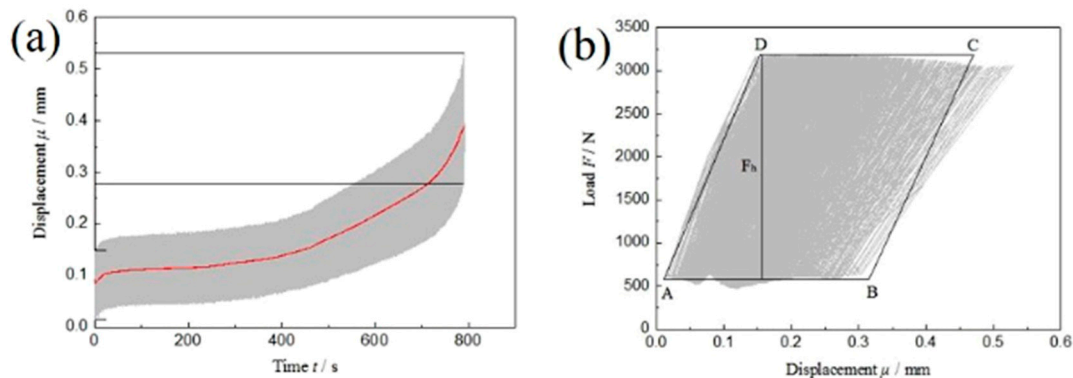 (a)
0.6
0.5
0.4
0.3
0.2
0.1
0.0
Displacement μ / mm
0
200
400
600
800
Time t / s
(b)
3500
3000
2500
2000
1500
1000
500
0
Load F / N
D
C
Fh
A
B
0.0
0.1
0.2
0.3
0.4
0.5
0.6
Displacement μ / mm